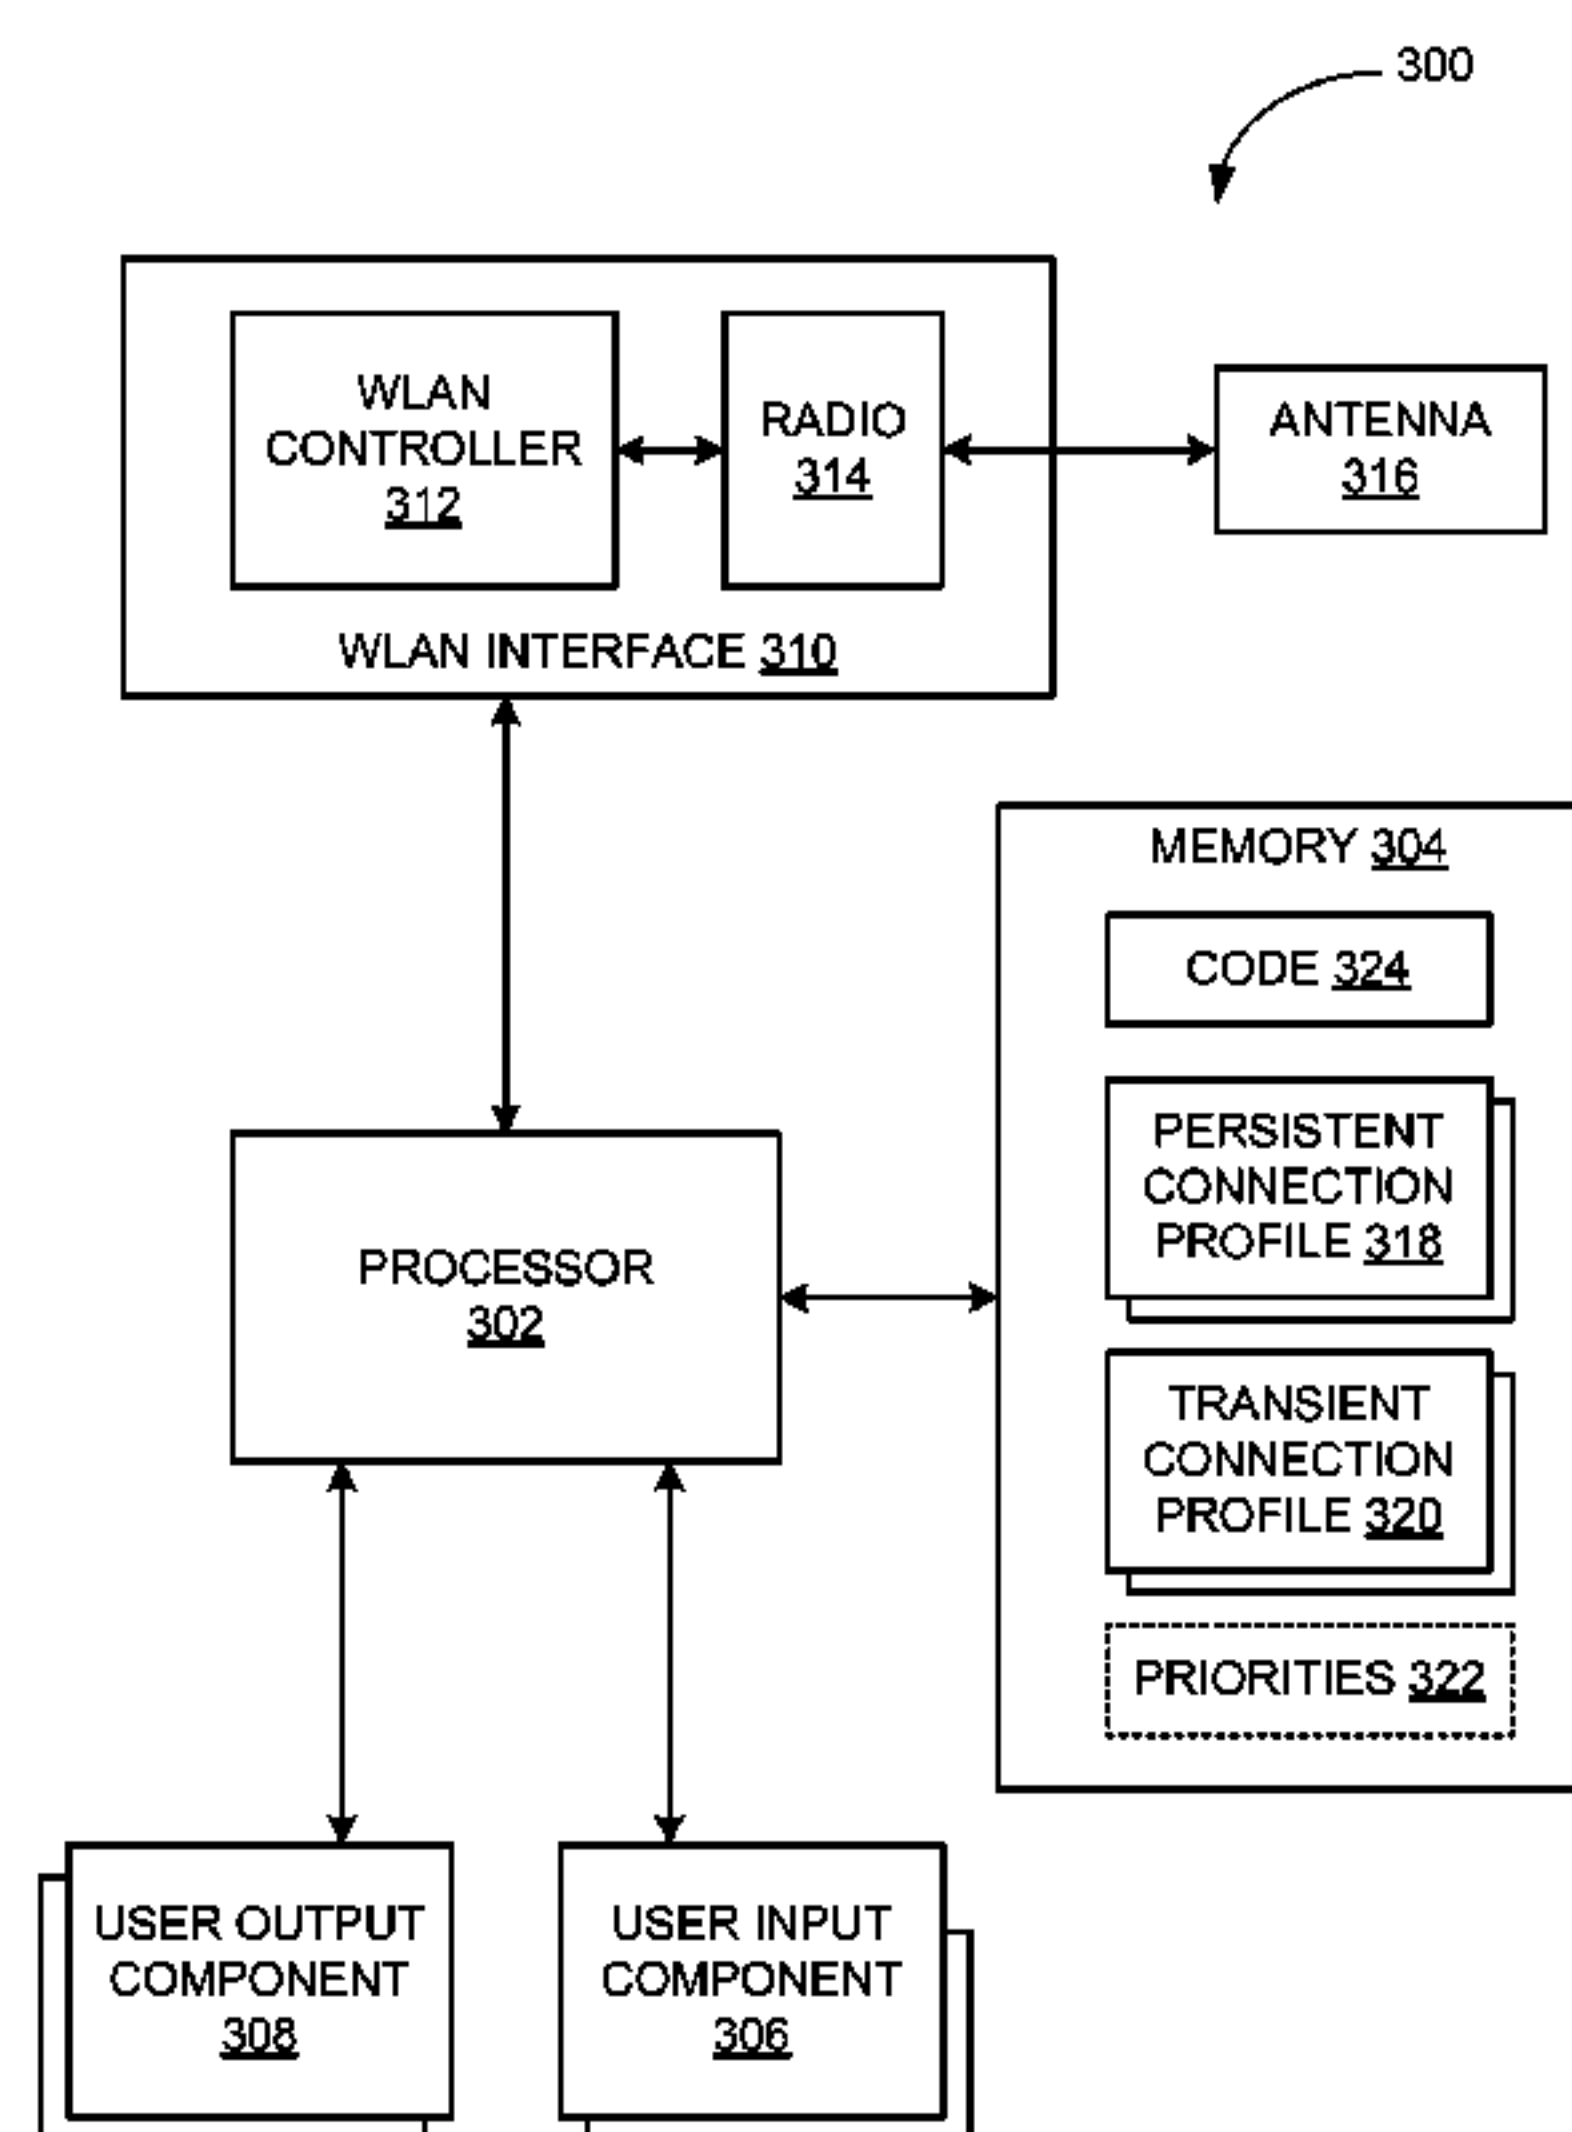 300
WLAN
CONTROLLER
312
RADIO
314
ANTENNA
316
WLAN INTERFACE 310
MEMORY 304
CODE 324
PERSISTENT
CONNECTION
PROFILE 318
PROCESSOR
302
TRANSIENT
CONNECTION
PROFILE 320
PRIORITIES 322
USER OUTPUT
COMPONENT
308
USER INPUT
COMPONENT
306